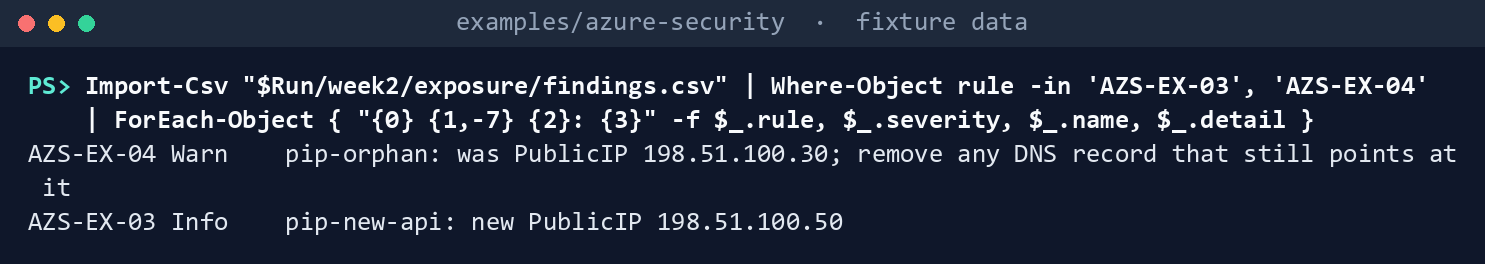 examples/azure-security · fixture data
PS> Import-Csv "$Run/week2/exposure/findings.csv" | Where-Object rule -in 'AZS-EX-03', 'AZS-EX-04'
| ForEach-Object { "{0} {1,-7} {2}: {3}" -f $_.rule, $_.severity, $_.name, $_.detail }
AZS-EX-04 Warn    pip-orphan: was PublicIP 198.51.100.30; remove any DNS record that still points at
it
AZS-EX-03 Info    pip-new-api: new PublicIP 198.51.100.50